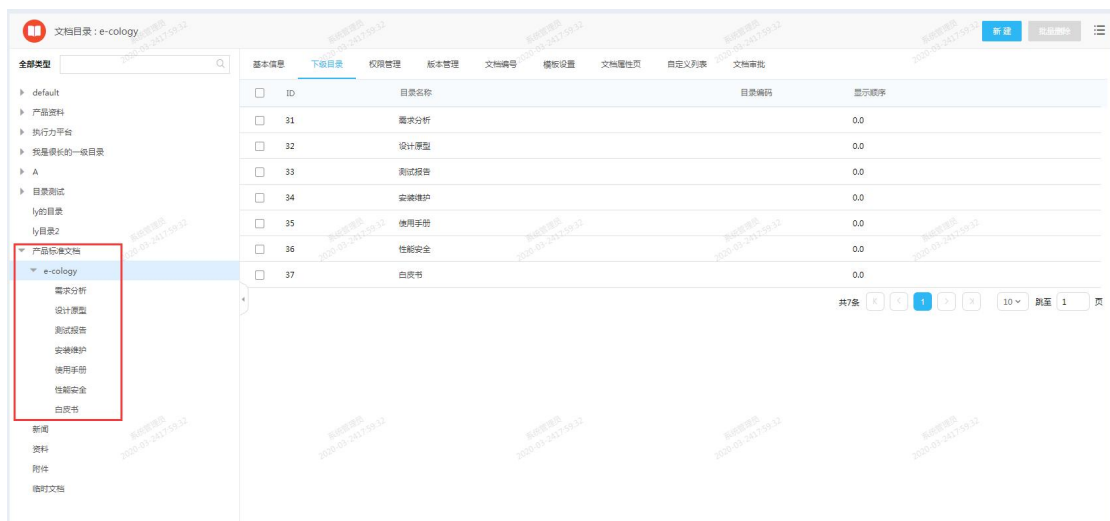 文档目录 : e-cology
新建 批量删除
全部类型
基本信息 下级目录 权限管理 版本管理 文档编号 模板设置 文档属性页 自定义列表 文档审批
default
产品资料
执行力平台
我是很长的一级目录
A
目录测试
ly的目录
ly目录2
产品标准文档
e-cology
需求分析
设计原型
测试报告
安装维护
使用手册
性能安全
白皮书
新闻
资料
附件
临时文档
ID 目录名称 目录编码 显示顺序
31 需求分析 0.0
32 设计原型 0.0
33 测试报告 0.0
34 安装维护 0.0
35 使用手册 0.0
36 性能安全 0.0
37 白皮书 0.0
共7条 1 10 跳至 1 页
系统管理员
2020-03-2417:59:32